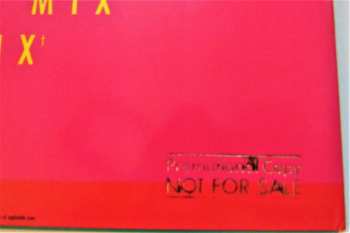 MIX
IX†
Promotional Copy
NOT FOR SALE